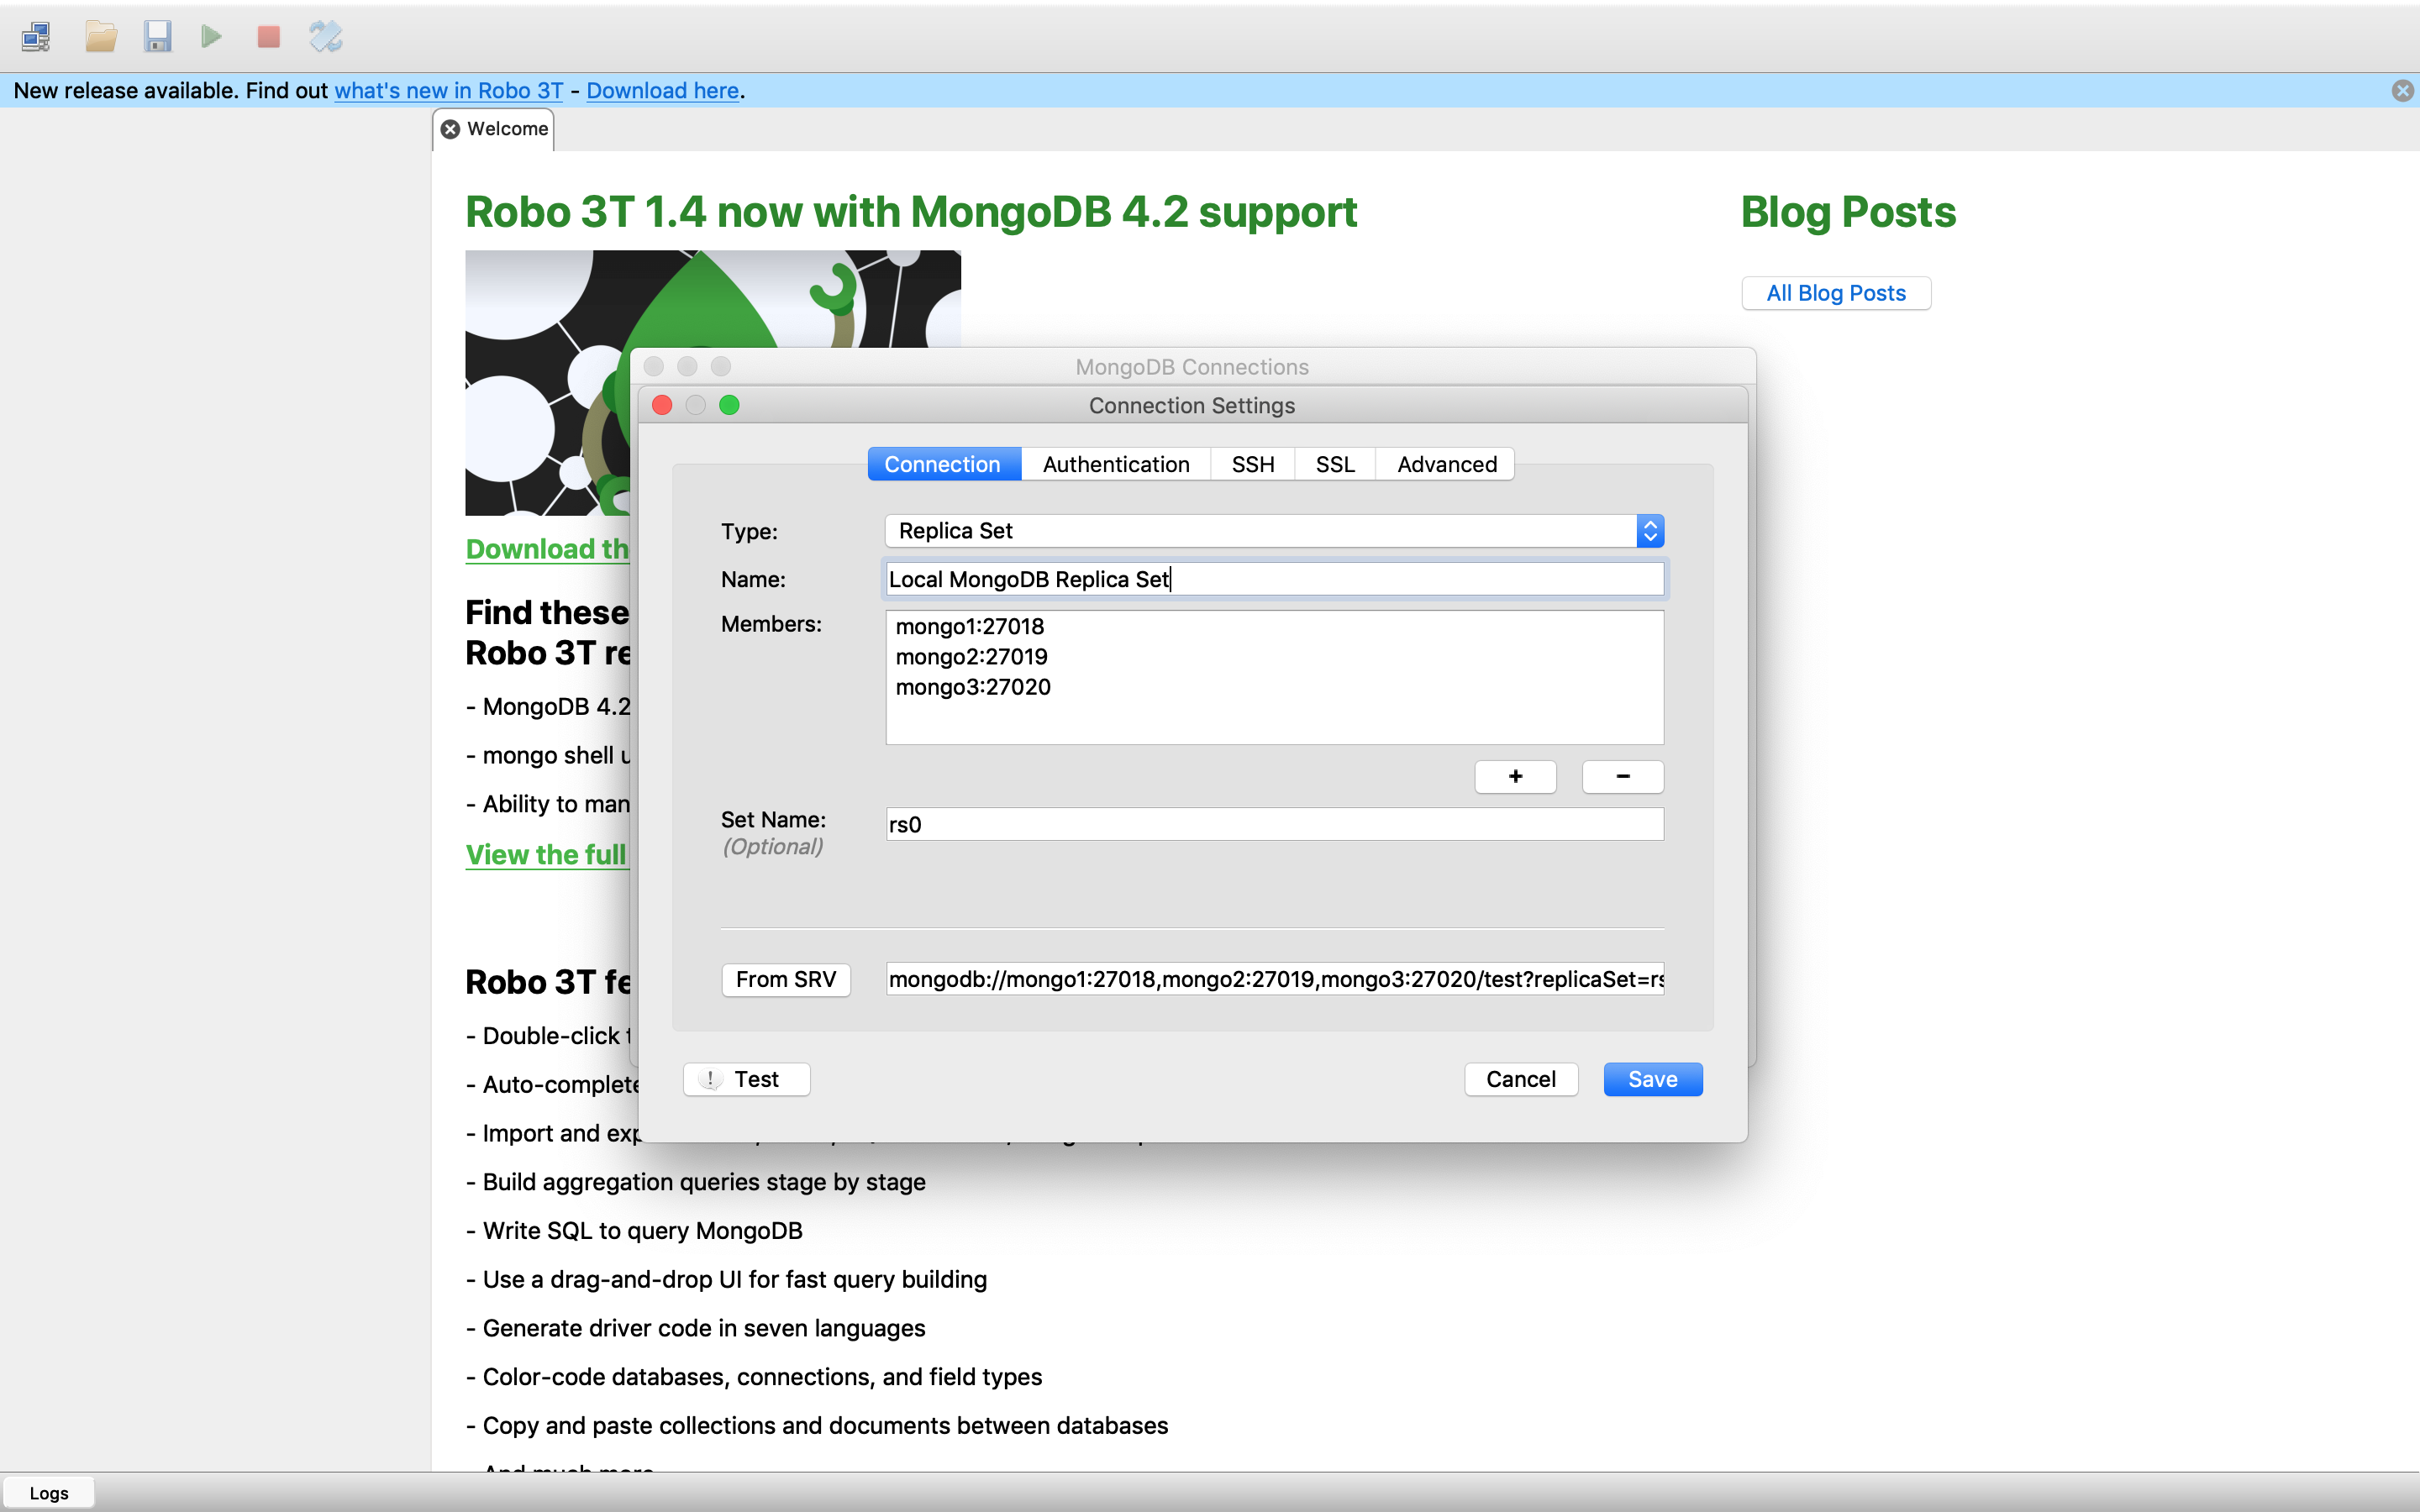 New release available. Find out what's new in Robo 3T - Download here.
Welcome
Robo 3T 1.4 now with MongoDB 4.2 support
Blog Posts
All Blog Posts
MongoDB Connections
Connection Settings
Connection Authentication SSH SSL Advanced
Type: Replica Set
Name: Local MongoDB Replica Set
Members: mongo1:27018
mongo2:27019
mongo3:27020
+ −
Set Name: rs0
(Optional)
From SRV mongodb://mongo1:27018,mongo2:27019,mongo3:27020/test?replicaSet=rs
! Test Cancel Save
Download
Find these
Robo 3T
- MongoDB 4.2
- mongo shell
- Ability to
View the full
Robo 3T
- Double-click
- Auto-complete
- Import and
- Build aggregation queries stage by stage
- Write SQL to query MongoDB
- Use a drag-and-drop UI for fast query building
- Generate driver code in seven languages
- Color-code databases, connections, and field types
- Copy and paste collections and documents between databases
- And much more
Logs